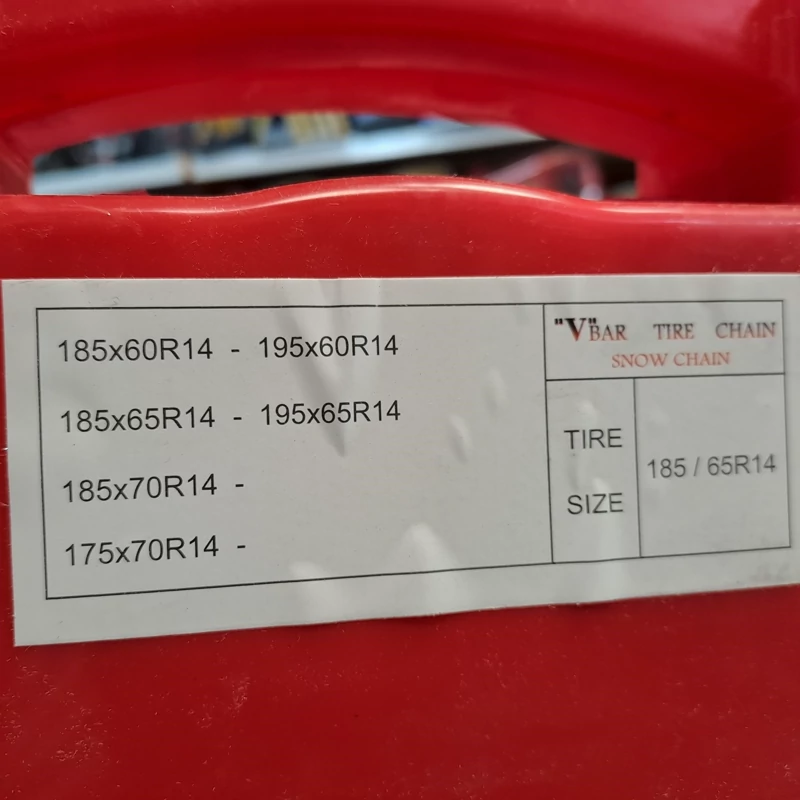 185x60R14 - 195x60R14
185x65R14 - 195x65R14
185x70R14 -
175x70R14 -
"V"BAR TIRE CHAIN
SNOW CHAIN
TIRE
SIZE
185 / 65R14